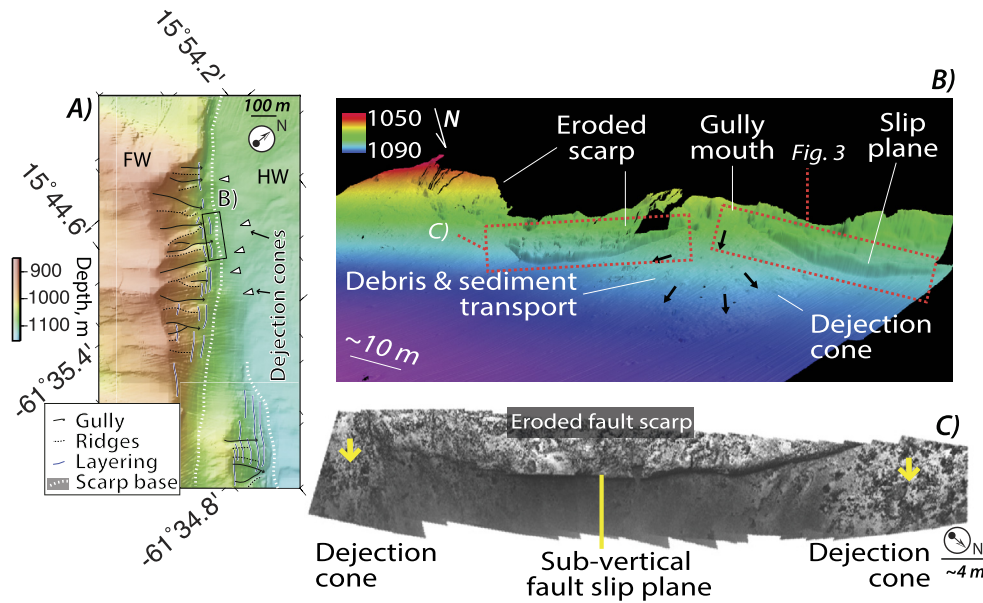 15°54.2'
A)
100 m
N
FW
HW
B)
15°44.6'
Depth, m
900
1000
1100
Dejection cones
-61°35.4'
Gully
Ridges
Layering
Scarp base
-61°34.8'
B)
1050
1090
N
Eroded
scarp
Gully
mouth
Slip
plane
Fig. 3
C)
Debris & sediment
transport
Dejection
cone
~10 m
C)
Eroded fault scarp
Dejection
cone
Sub-vertical
fault slip plane
Dejection
cone
N
~4 m